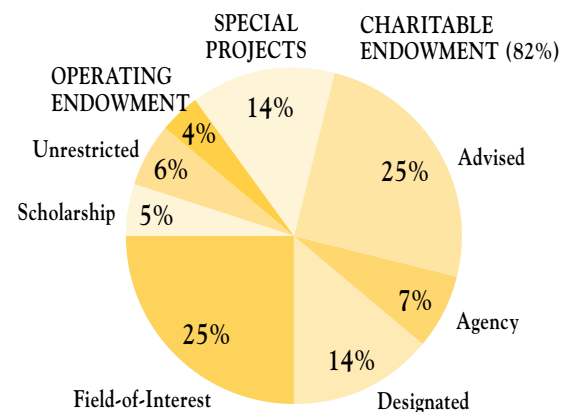 SPECIAL
PROJECTS
CHARITABLE
ENDOWMENT (82%)
OPERATING
ENDOWMENT
14%
4%
Unrestricted
6%
25%
Advised
Scholarship
5%
7%
Agency
25%
14%
Field-of-Interest
Designated